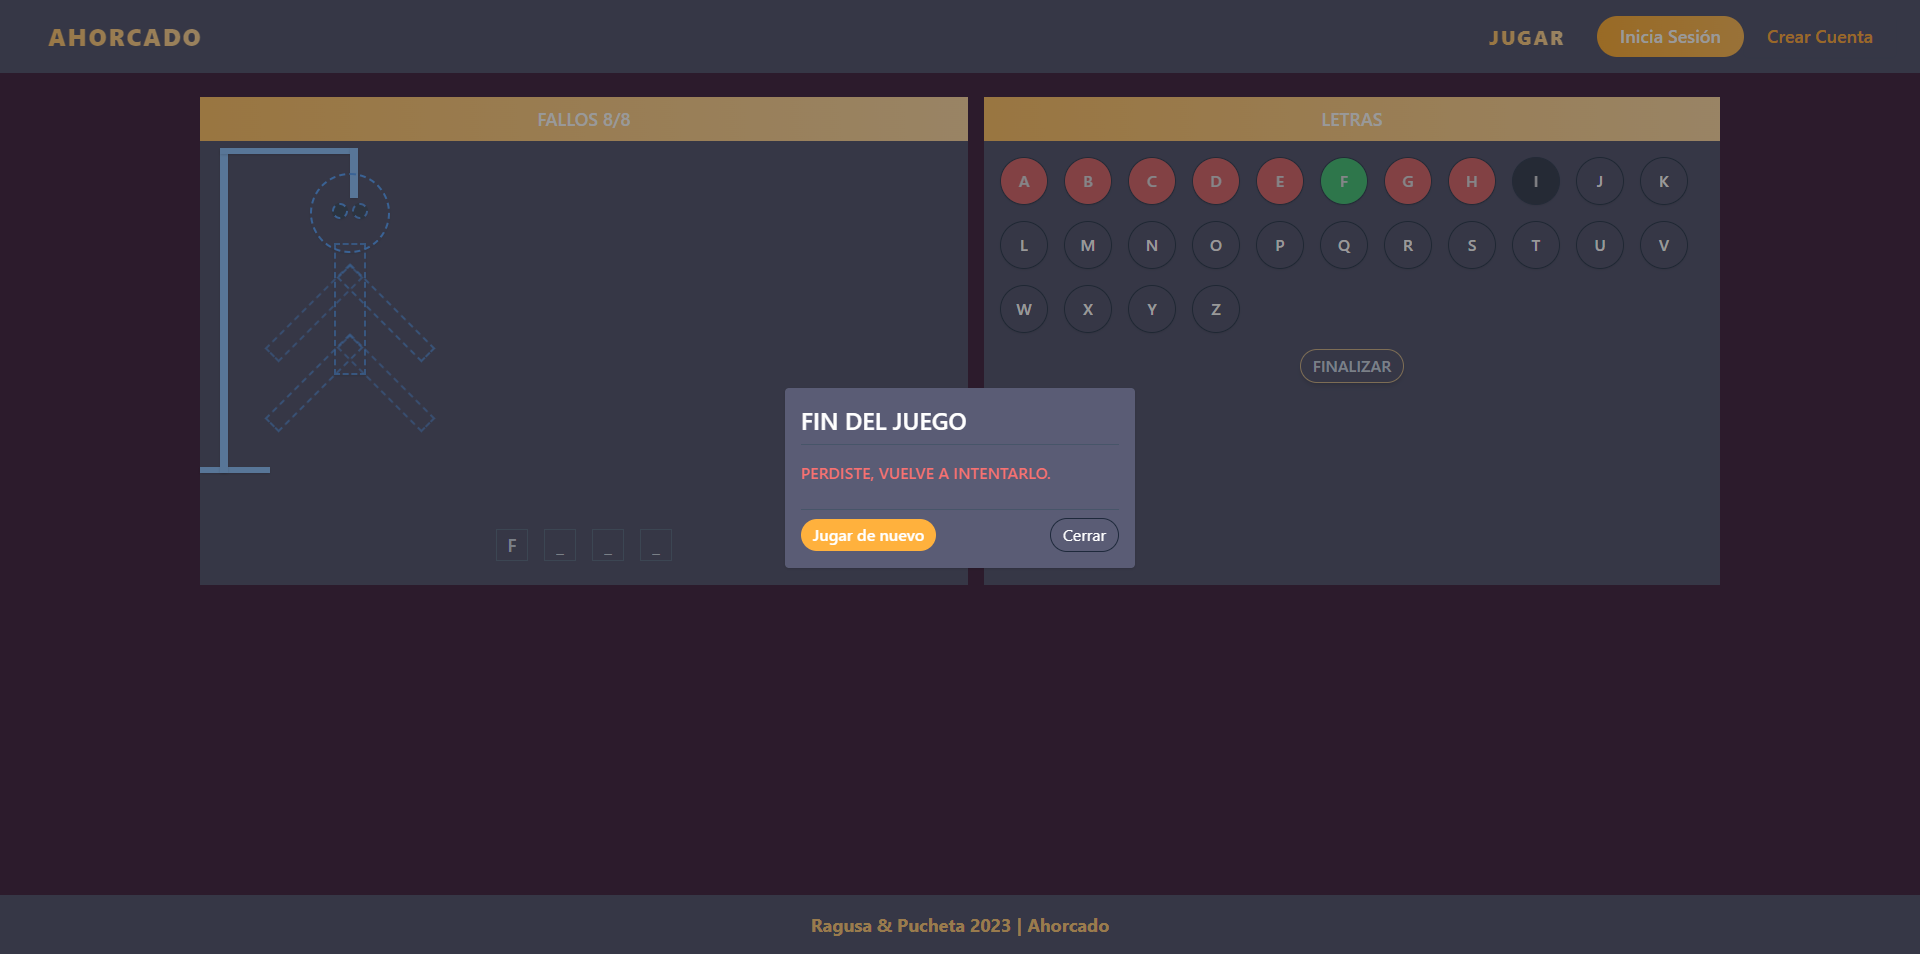 AHORCADO
JUGAR
Inicia Sesión
Crear Cuenta
FALLOS 8/8
F _ _ _
LETRAS
A B C D E F G H I J K
L M N O P Q R S T U V
W X Y Z
FINALIZAR
FIN DEL JUEGO
PERDISTE, VUELVE A INTENTARLO.
Jugar de nuevo
Cerrar
Ragusa & Pucheta 2023 | Ahorcado